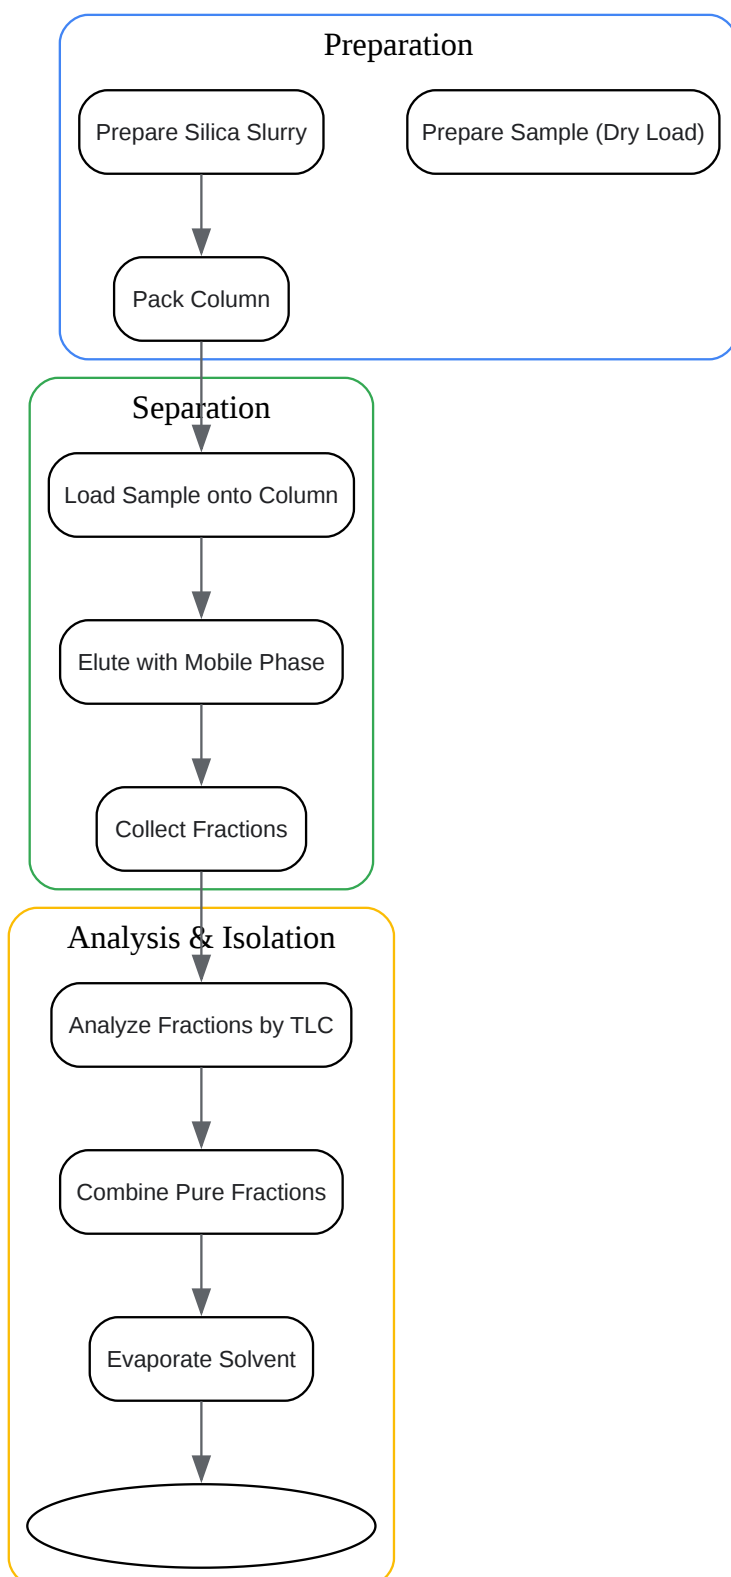 Preparation
Prepare Silica Slurry
Prepare Sample (Dry Load)
Pack Column
Separation
Load Sample onto Column
Elute with Mobile Phase
Collect Fractions
Analysis & Isolation
Analyze Fractions by TLC
Combine Pure Fractions
Evaporate Solvent